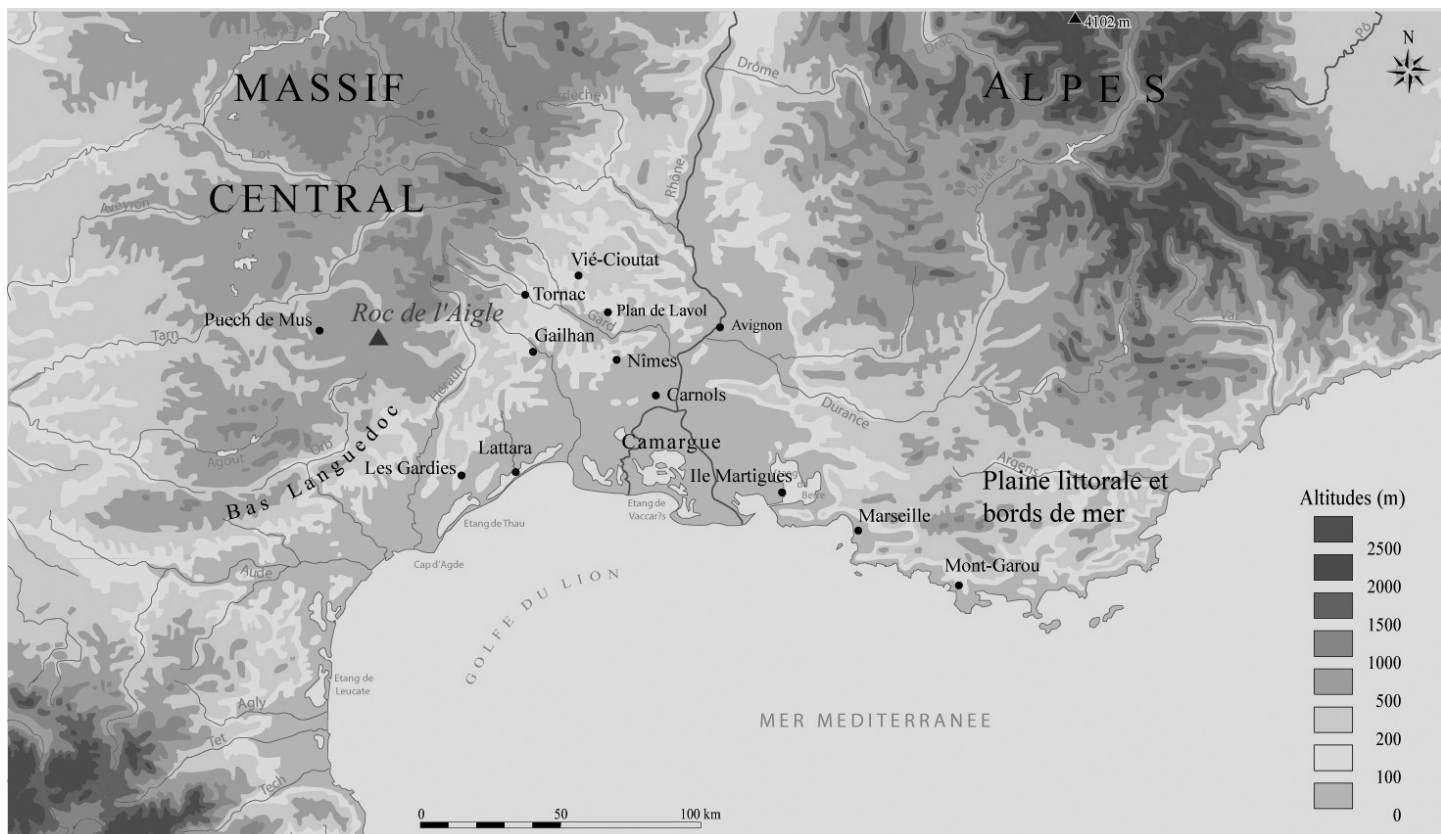 4102 m
N
Pô
Drac
Drôme
MASSIF
ALPES
Lot
Durance
Rhône
CENTRAL
Aveyron
Vié-Cioutat
Tornac
Roc de l'Aigle
Plan de Lavol
Puech de Mus
Gard
Avignon
Var
Tarn
Gailhan
Nîmes
Hérault
Carnols
Durance
Camargue
Orb
Agout
Lattara
Les Gardies
Bas Languedoc
Ile Martigues
Etang
de
Berre
Argens
Plaine littorale et
bords de mer
Etang de
Vaccar?s
Etang de Thau
Marseille
Altitudes (m)
Cap d'Agde
Aude
Mont-Garou
GOLFE DU LION
2500
2000
1500
1000
500
200
100
0
Etang de
Leucate
Agly
MER MEDITERRANEE
Tet
Tech
0
50
100 km